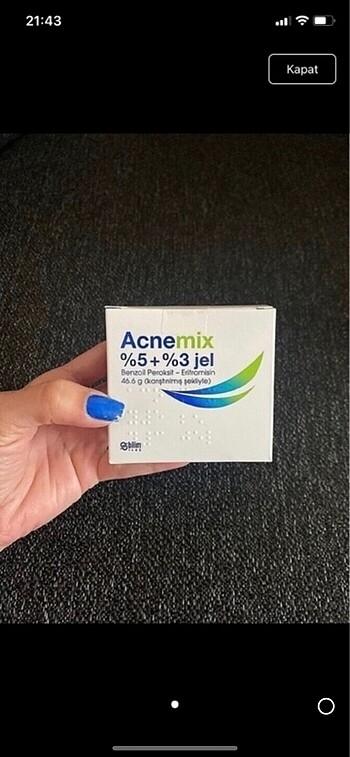 21:43
Kapat
Acnemix
%5+%3 jel
Benzoil Peroksit – Eritromisin
46.6 g (karıştırılmış şekliyle)
bilim